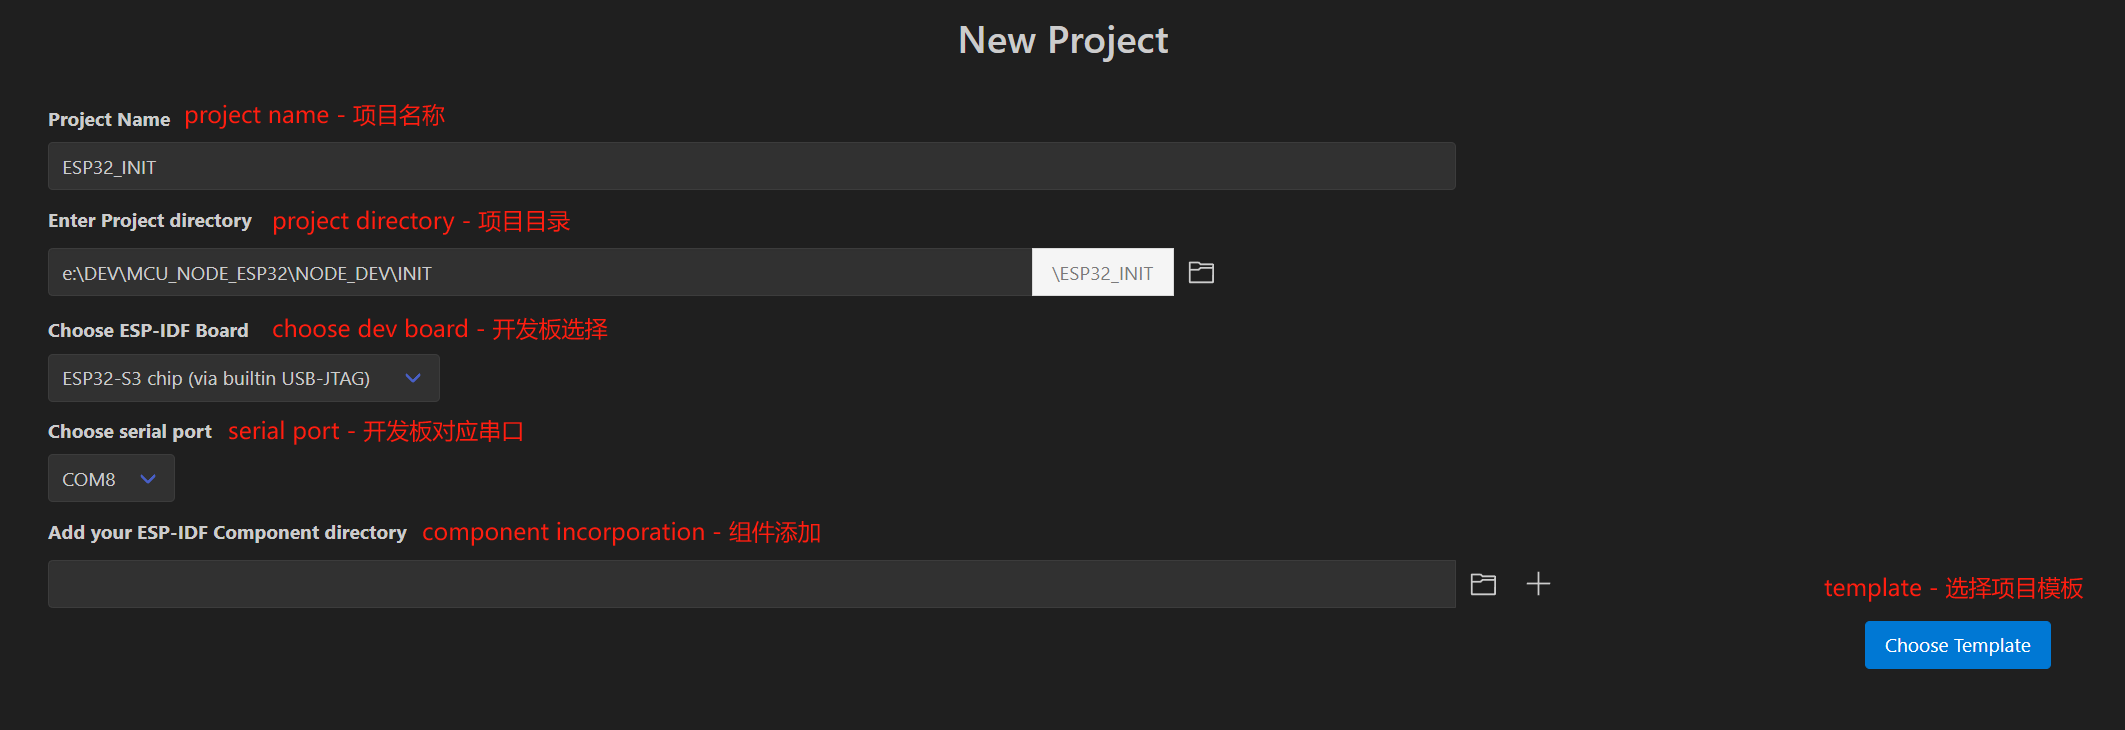 New Project
Project Name project name - 项目名称
ESP32_INIT
Enter Project directory project directory - 项目目录
e:\DEV\MCU_NODE_ESP32\NODE_DEV\INIT \ESP32_INIT
Choose ESP-IDF Board choose dev board - 开发板选择
ESP32-S3 chip (via builtin USB-JTAG)
Choose serial port serial port - 开发板对应串口
COM8
Add your ESP-IDF Component directory component incorporation - 组件添加
template - 选择项目模板
Choose Template